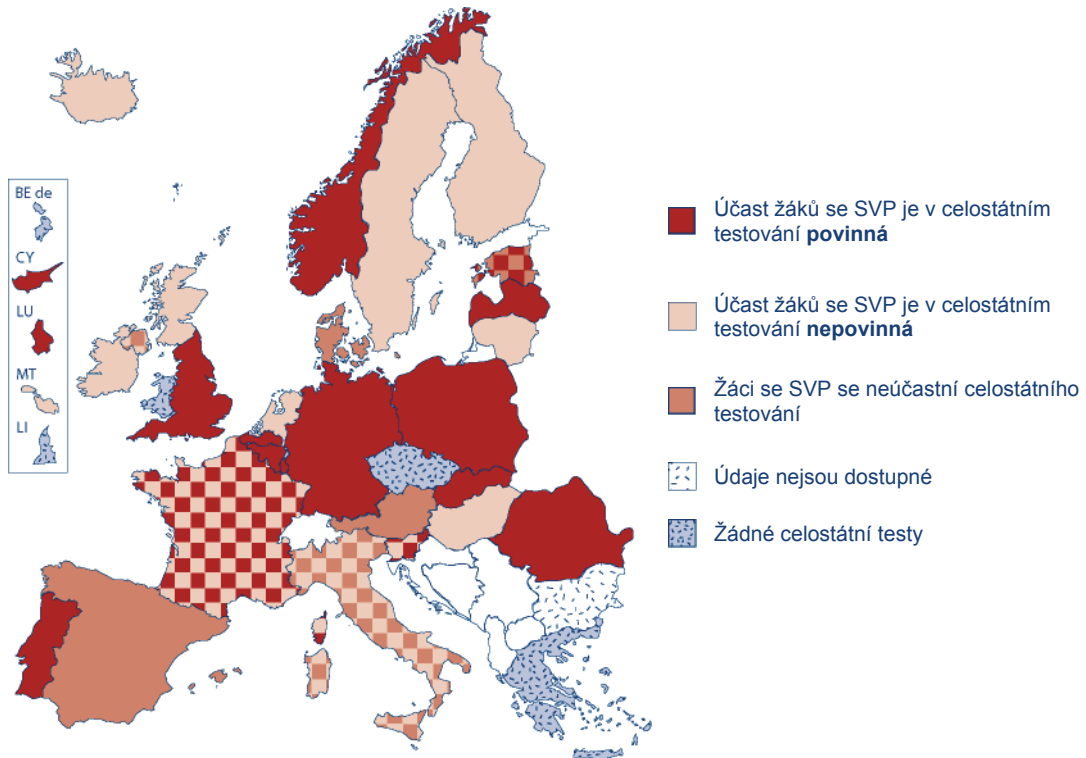 BE de
CY
LU
MT
LI
Účast žáků se SVP je v celostátním
testování povinná
Účast žáků se SVP je v celostátním
testování nepovinná
Žáci se SVP se neúčastní celostátního
testování
Údaje nejsou dostupné
Žádné celostátní testy